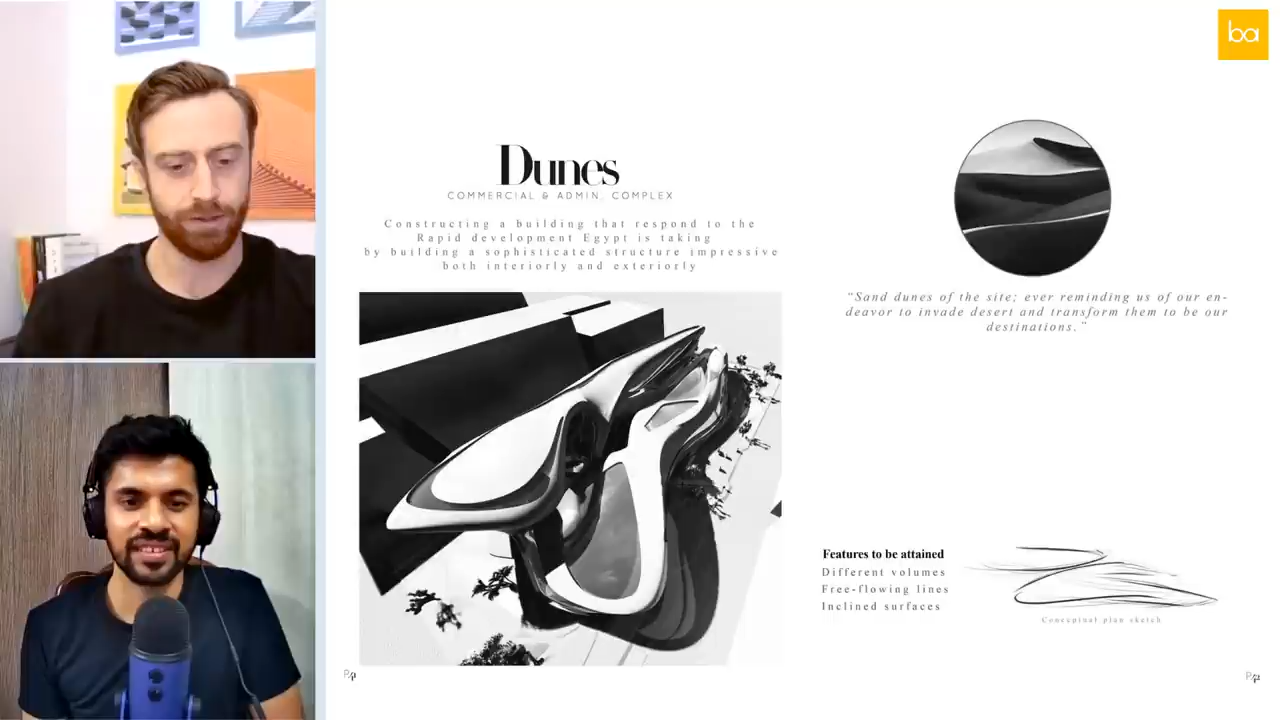 ba
Dunes
COMMERCIAL & ADMIN. COMPLEX
Constructing a building that respond to the
Rapid development Egypt is taking
by building a sophisticated structure impressive
both interiorly and exteriorly
“Sand dunes of the site; ever reminding us of our en-
deavor to invade desert and transform them to be our
destinations.”
Features to be attained
Different volumes
Free-flowing lines
Inclined surfaces
Conceptual plan sketch